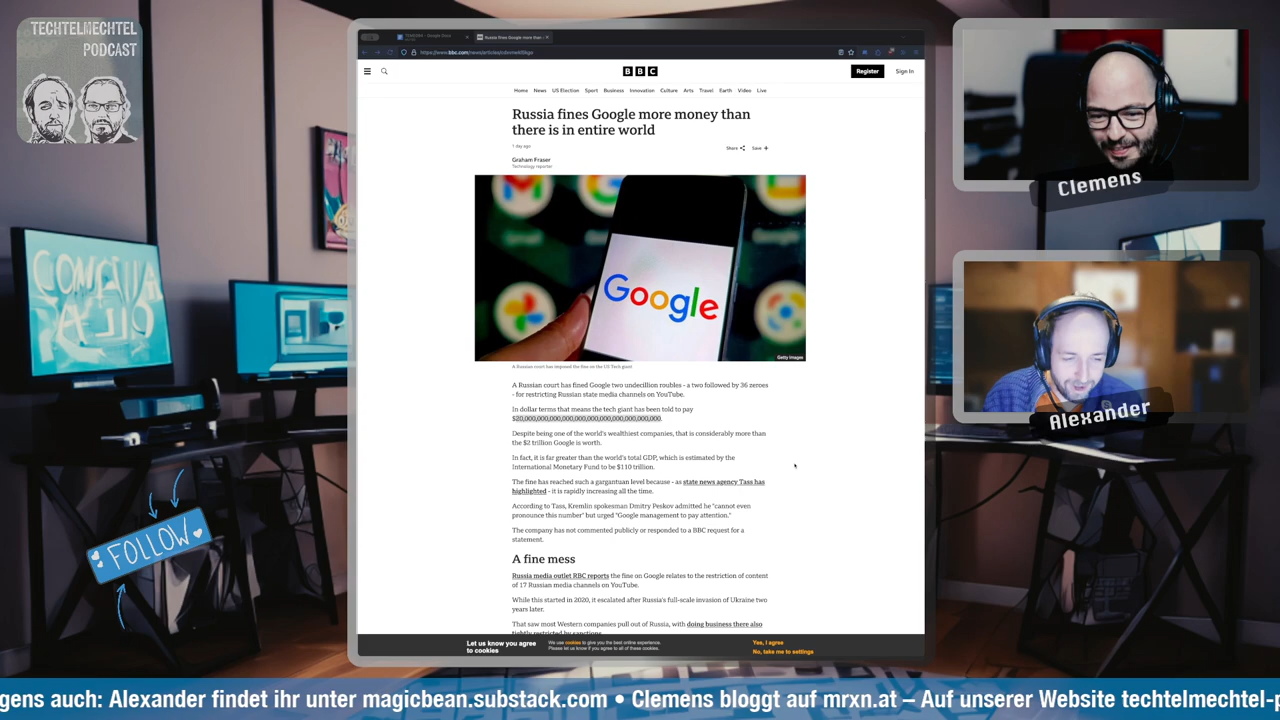 TECHTELMECHTEL
PODCAST
FOLLOW
https://www.bbc.com/news/articles/
Russia fines Google more than
BBC
Register
Sign In
Home News US Election Sport Business Innovation Culture Arts Travel Earth Video Live
Russia fines Google more money than
there is in entire world
1 day ago
Share
Save
Graham Fraser
Technology reporter
Gmail
Google
Google
Getty Images
A Russian court has imposed the fine on the US Tech giant
A Russian court has fined Google two undecillion roubles - a two followed by 36 zeroes
- for restricting Russian state media channels on YouTube.
In dollar terms that means the tech giant has been told to pay
$20,000,000,000,000,000,000,000,000,000,000,000.
Despite being one of the world's wealthiest companies, that is considerably more than
the $2 trillion Google is worth.
In fact, it is far greater than the world's total GDP, which is estimated by the
International Monetary Fund to be $110 trillion.
The fine has reached such a gargantuan level because - as state news agency Tass has
highlighted - it is rapidly increasing all the time.
According to Tass, Kremlin spokesman Dmitry Peskov admitted he "cannot even
pronounce this number" but urged "Google management to pay attention."
The company has not commented publicly or responded to a BBC request for a
statement.
A fine mess
Russia media outlet RBC reports the fine on Google relates to the restriction of content
of 17 Russian media channels on YouTube.
While this started in 2020, it escalated after Russia's full-scale invasion of Ukraine two
years later.
That saw most Western companies pull out of Russia, with doing business there also
tightly restricted by sanctions.
Let us know you agree
to cookies
We use cookies to give you the best online experience.
Please let us know if you agree to all of these cookies.
Yes, I agree
No, take me to settings
Clemens
Alexander
gens auch: Alexander findet ihr unter magicbean.substack.com • Clemens bloggt auf mrxn.at – Auf unserer Website techtelmechtel-p